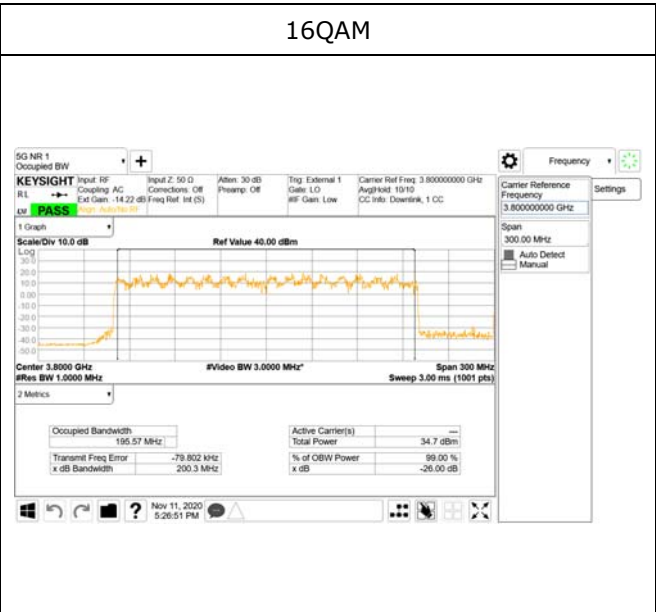 16QAM
5G NR 1
Occupied BW
+
Frequency
KEYSIGHT
R L
PASS
Input: RF
Coupling: AC
Ext Gain: -14.22 dB
Align: Auto/No RF
Input Z: 50 Ω
Corrections: Off
Freq Ref: Int (S)
Atten: 30 dB
Preamp: Off
Trig: External 1
Gate: LO
#IF Gain: Low
Carrier Ref Freq: 3.800000000 GHz
Avg|Hold: 10/10
CC Info: Downlink, 1 CC
Carrier Reference
Frequency
3.800000000 GHz
Settings
Span
300.00 MHz
Auto Detect
Manual
1 Graph
Scale/Div 10.0 dB
Ref Value 40.00 dBm
Log
30.0
20.0
10.0
0.00
-10.0
-20.0
-30.0
-40.0
-50.0
Center 3.8000 GHz
#Video BW 3.0000 MHz*
Span 300 MHz
#Res BW 1.0000 MHz
Sweep 3.00 ms (1001 pts)
2 Metrics
Occupied Bandwidth
195.57 MHz
Active Carrier(s) ---
Total Power 34.7 dBm
Transmit Freq Error -79.802 kHz
% of OBW Power 99.00 %
x dB Bandwidth 200.3 MHz
x dB -26.00 dB
?
Nov 11, 2020
5:26:51 PM